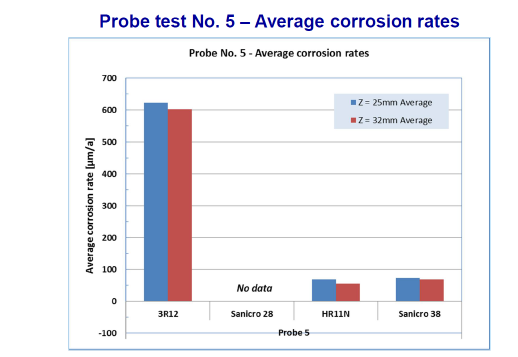 Probe test No. 5 – Average corrosion rates
Probe No. 5 - Average corrosion rates
700
600
500
400
300
200
100
0
-100
Average corrosion rate [µm/a]
Z = 25mm Average
Z = 32mm Average
No data
3R12
Sanicro 28
HR11N
Sanicro 38
Probe 5